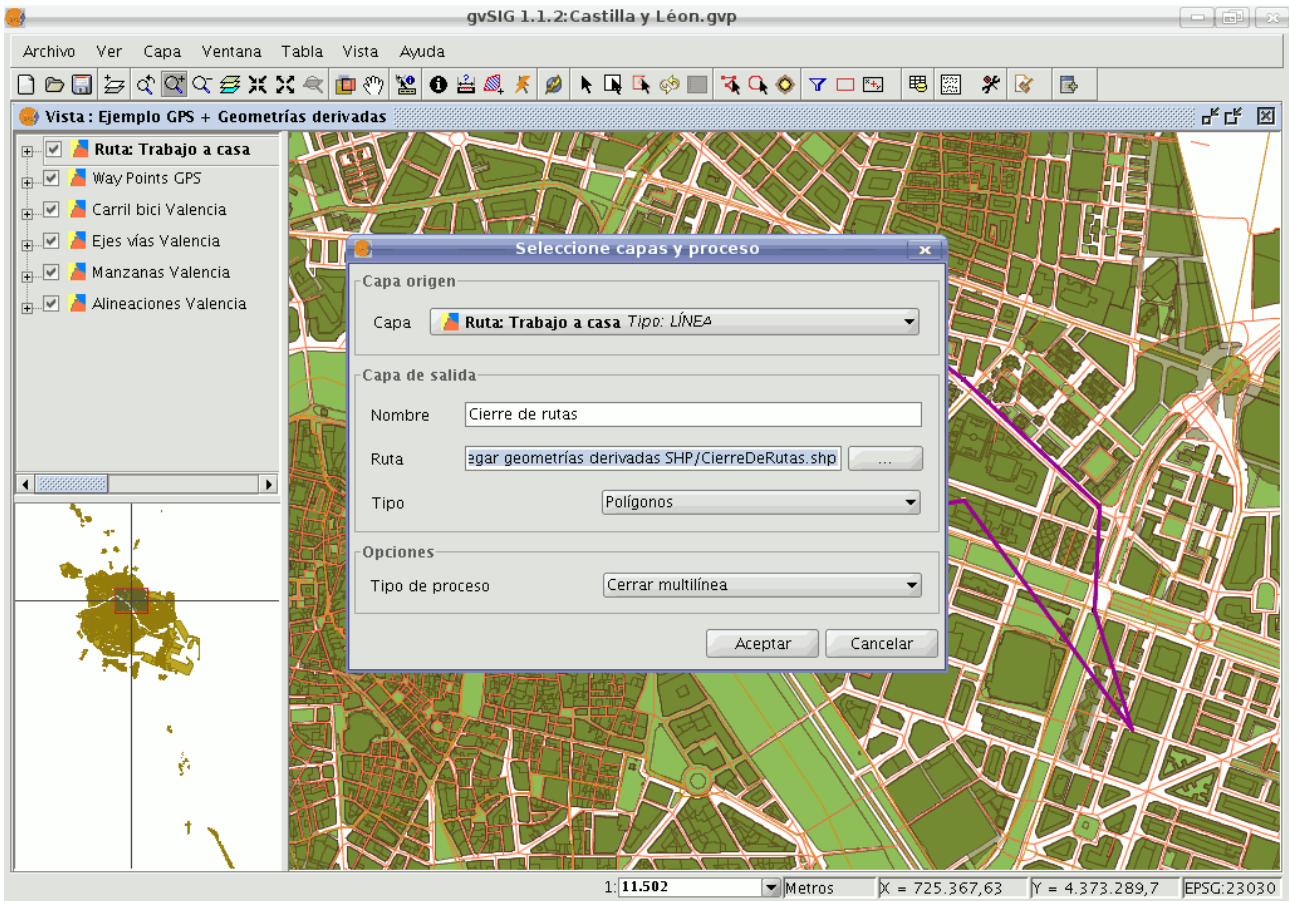 gvSIG 1.1.2:Castilla y Léon.gvp
Archivo Ver Capa Ventana Tabla Vista Ayuda
Vista : Ejemplo GPS + Geometrías derivadas
Ruta: Trabajo a casa
Way Points GPS
Carril bici Valencia
Ejes vías Valencia
Manzanas Valencia
Alineaciones Valencia
Seleccione capas y proceso
Capa origen
Capa Ruta: Trabajo a casa Tipo: LÍNEA
Capa de salida
Nombre Cierre de rutas
Ruta egar geometrías derivadas SHP/CierreDeRutas.shp ...
Tipo Polígonos
Opciones
Tipo de proceso Cerrar multilínea
Aceptar Cancelar
1: 11.502 Metros X = 725.367,63 Y = 4.373.289,7 EPSG:23030